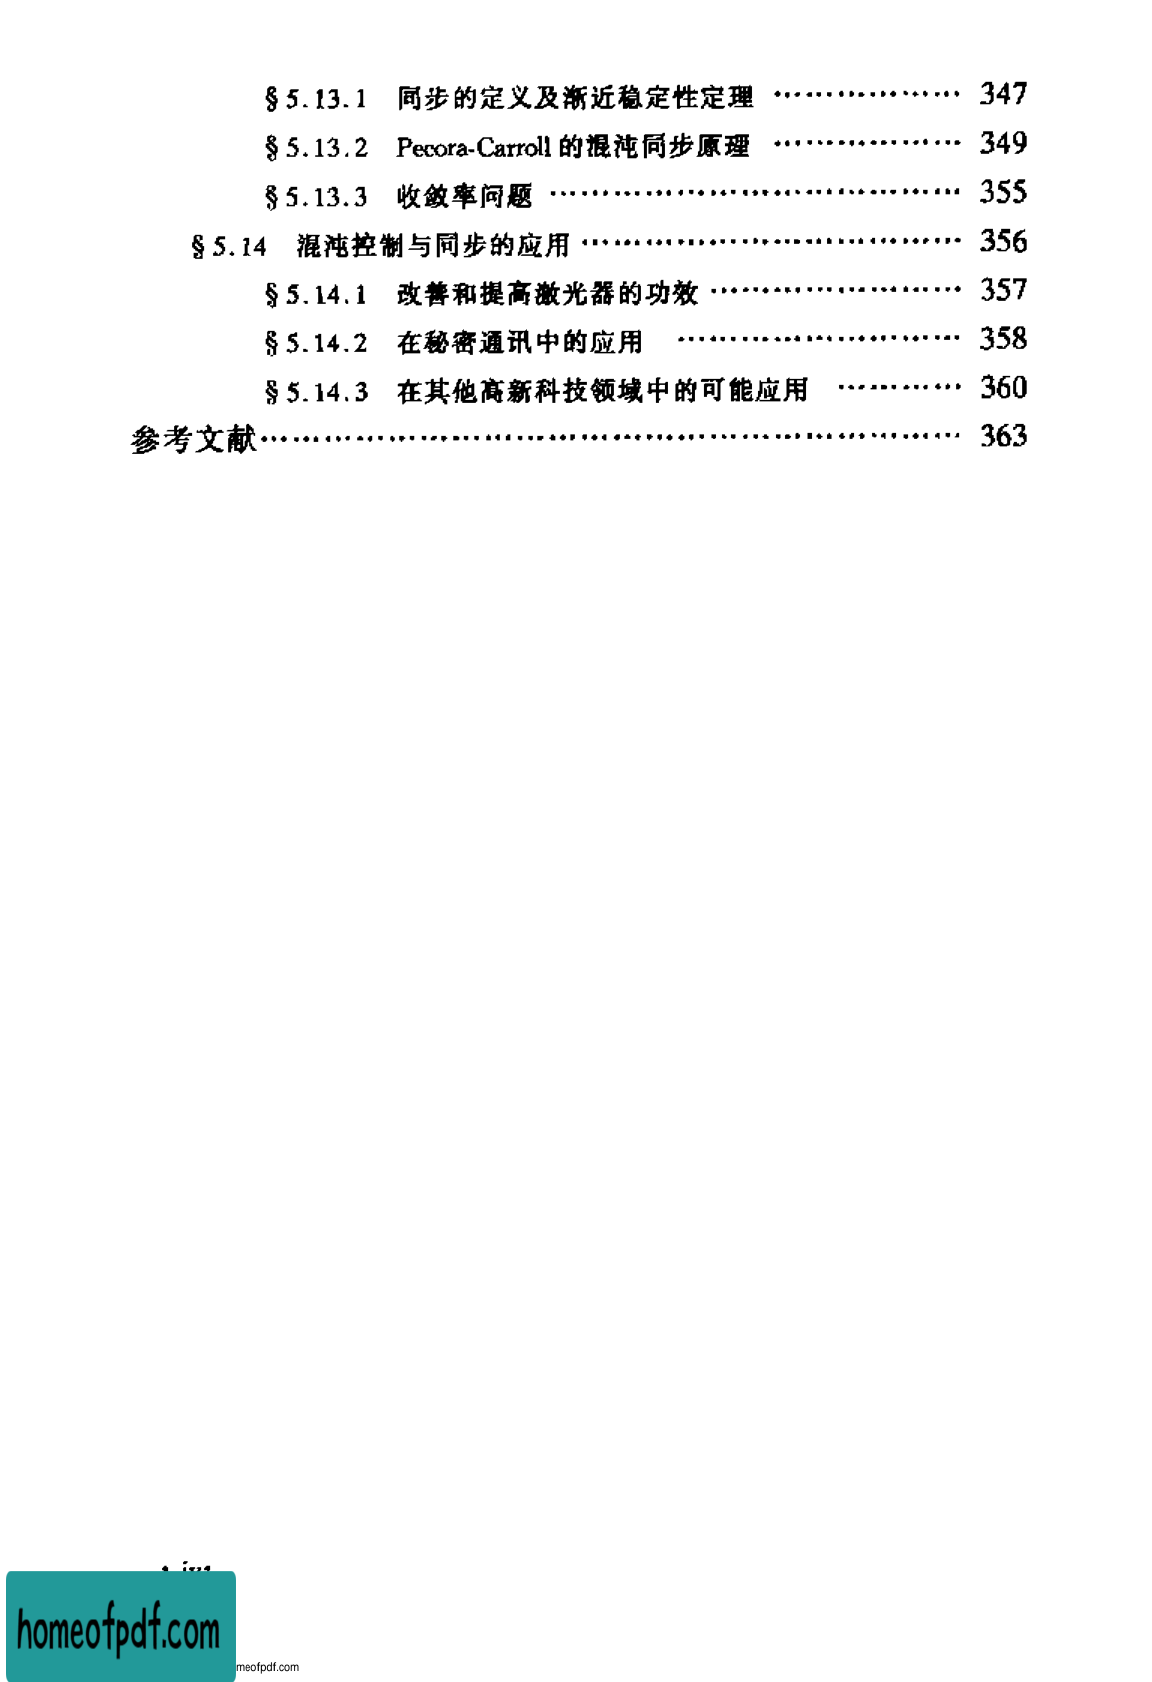 §5.13.1 同步的定义及渐近稳定性定理 ………………… 347
§5.13.2 Pecora-Carroll 的混沌同步原理 ………………… 349
§5.13.3 收敛率问题 ……………………………………… 355
§5.14 混沌控制与同步的应用 …………………………………… 356
§5.14.1 改善和提高激光器的功效 ……………………… 357
§5.14.2 在秘密通讯中的应用 ………………………… 358
§5.14.3 在其他高新科技领域中的可能应用 ………… 360
参考文献 ………………………………………………………………… 363
homeofpdf.com
meofpdf.com